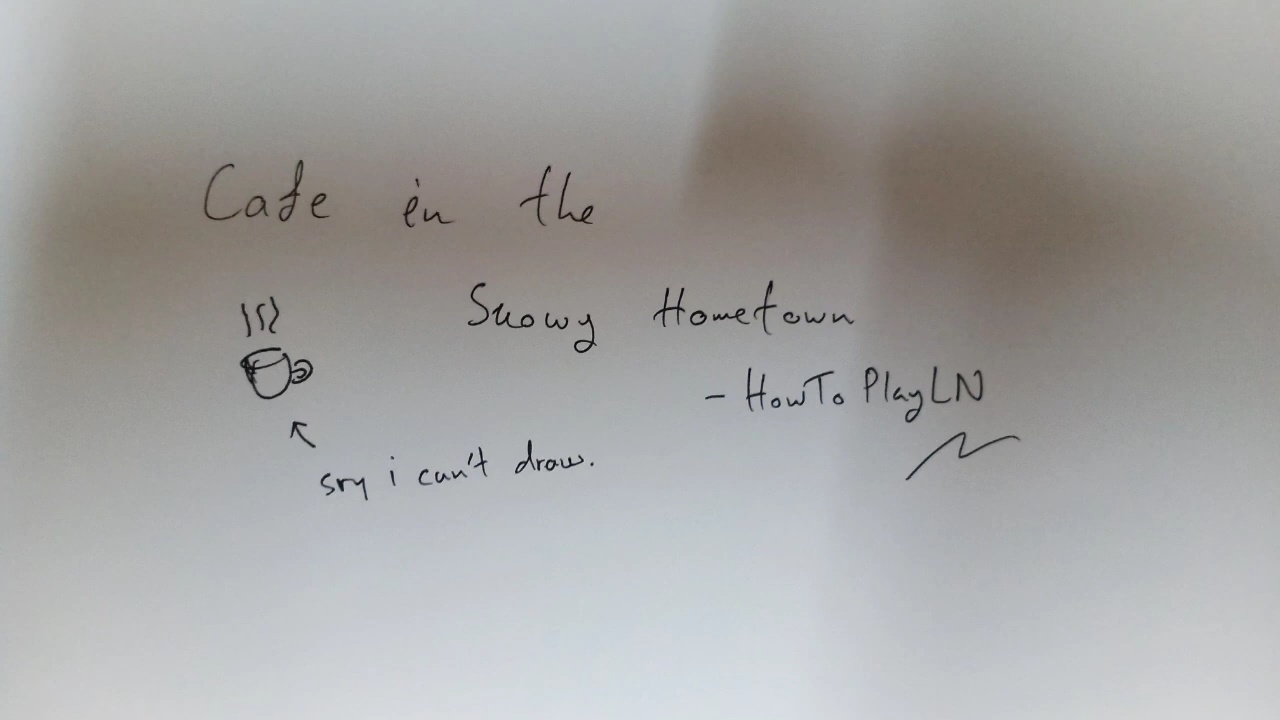 Cafe in the
Snowy Hometown
- HowToPlayLN
sry i can't draw.